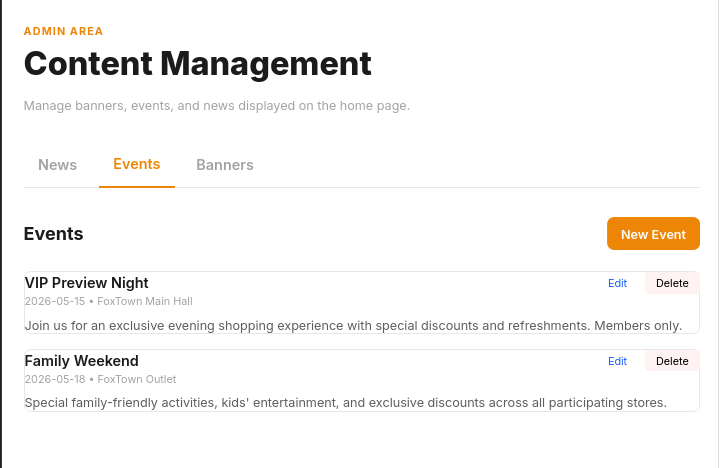 ADMIN AREA
Content Management
Manage banners, events, and news displayed on the home page.
News Events Banners
Events New Event
VIP Preview Night Edit Delete
2026-05-15 • FoxTown Main Hall
Join us for an exclusive evening shopping experience with special discounts and refreshments. Members only.
Family Weekend Edit Delete
2026-05-18 • FoxTown Outlet
Special family-friendly activities, kids' entertainment, and exclusive discounts across all participating stores.